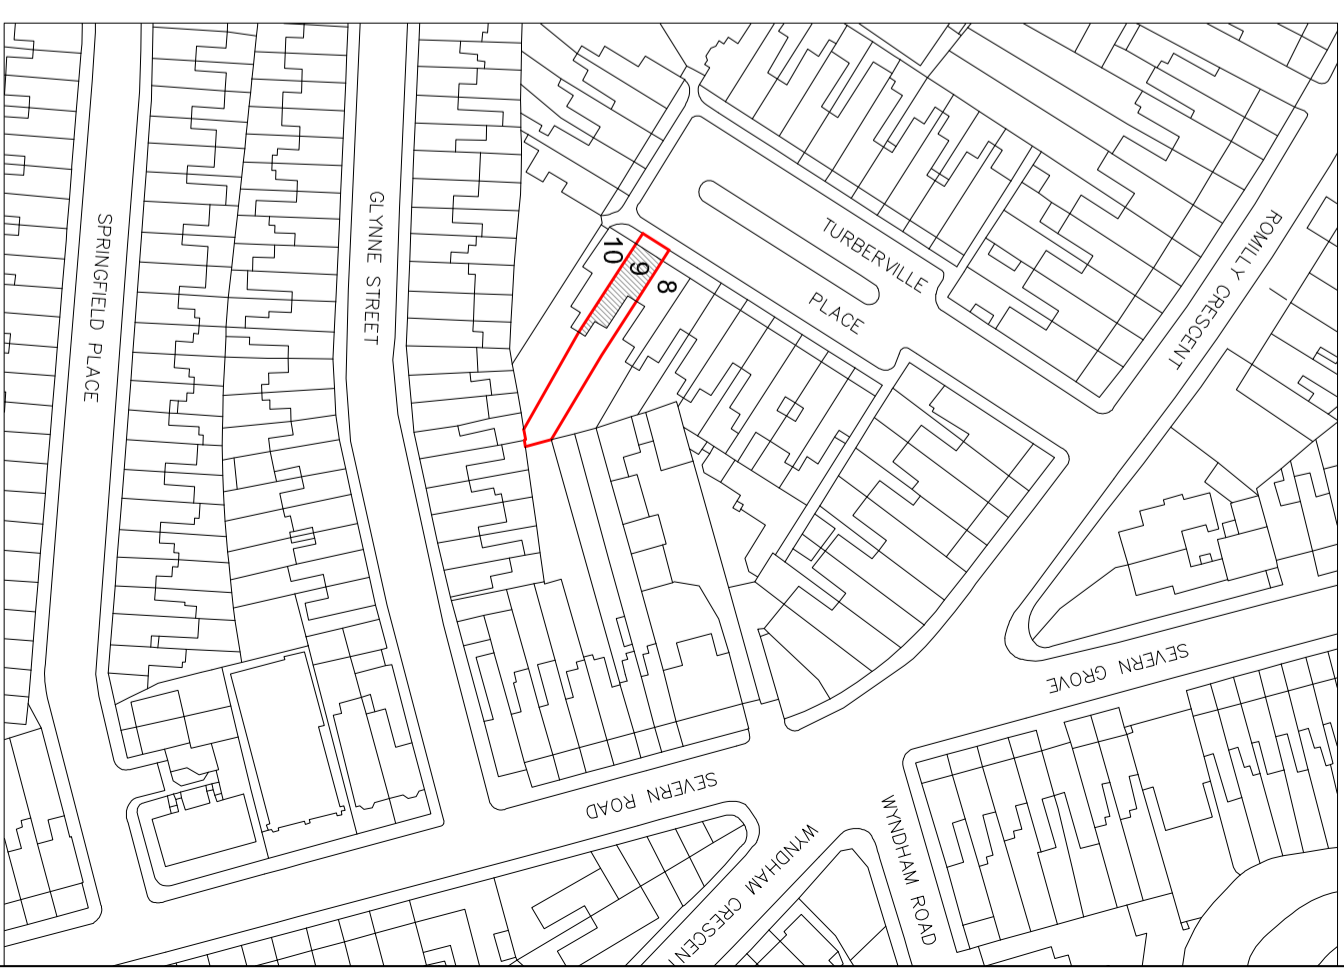 SPRINGFIELD PLACE
GLYNNE STREET
10
9
8
TURBERVILLE
PLACE
ROMILLY CRESCENT
SEVERN GROVE
SEVERN ROAD
WYNDHAM CRESCENT
WYNDHAM ROAD